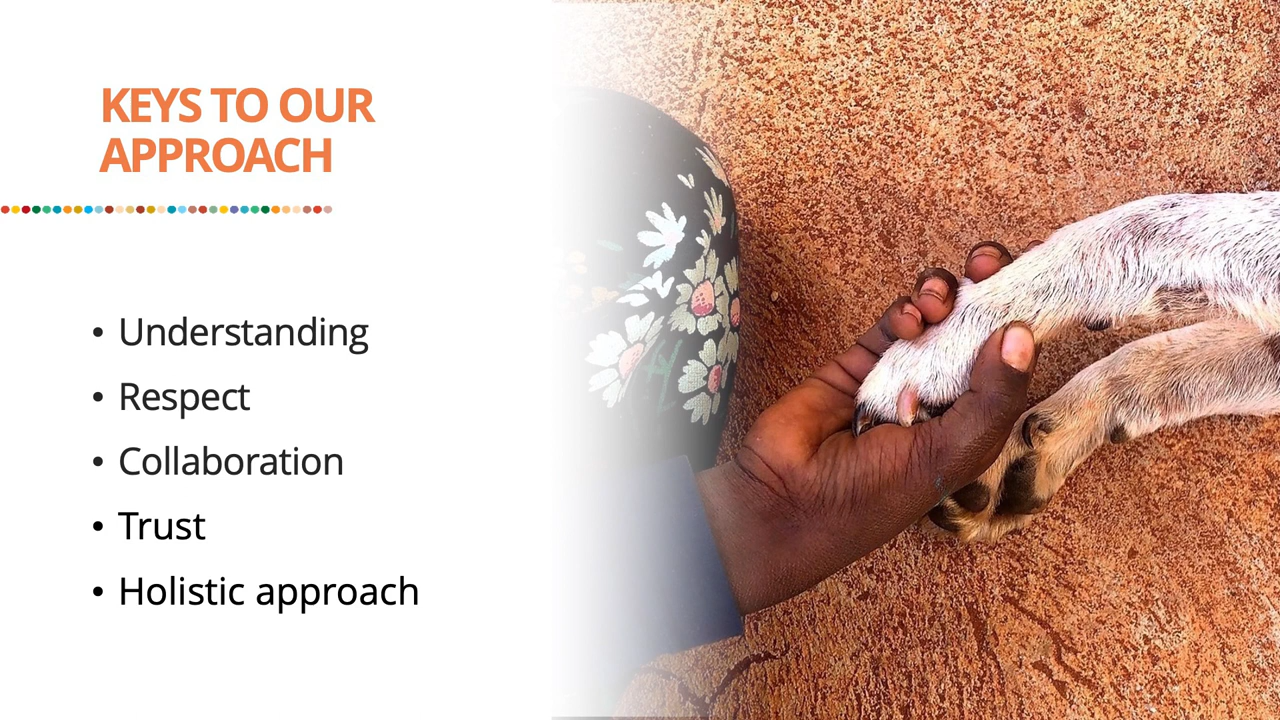 KEYS TO OUR
APPROACH
• Understanding
• Respect
• Collaboration
• Trust
• Holistic approach